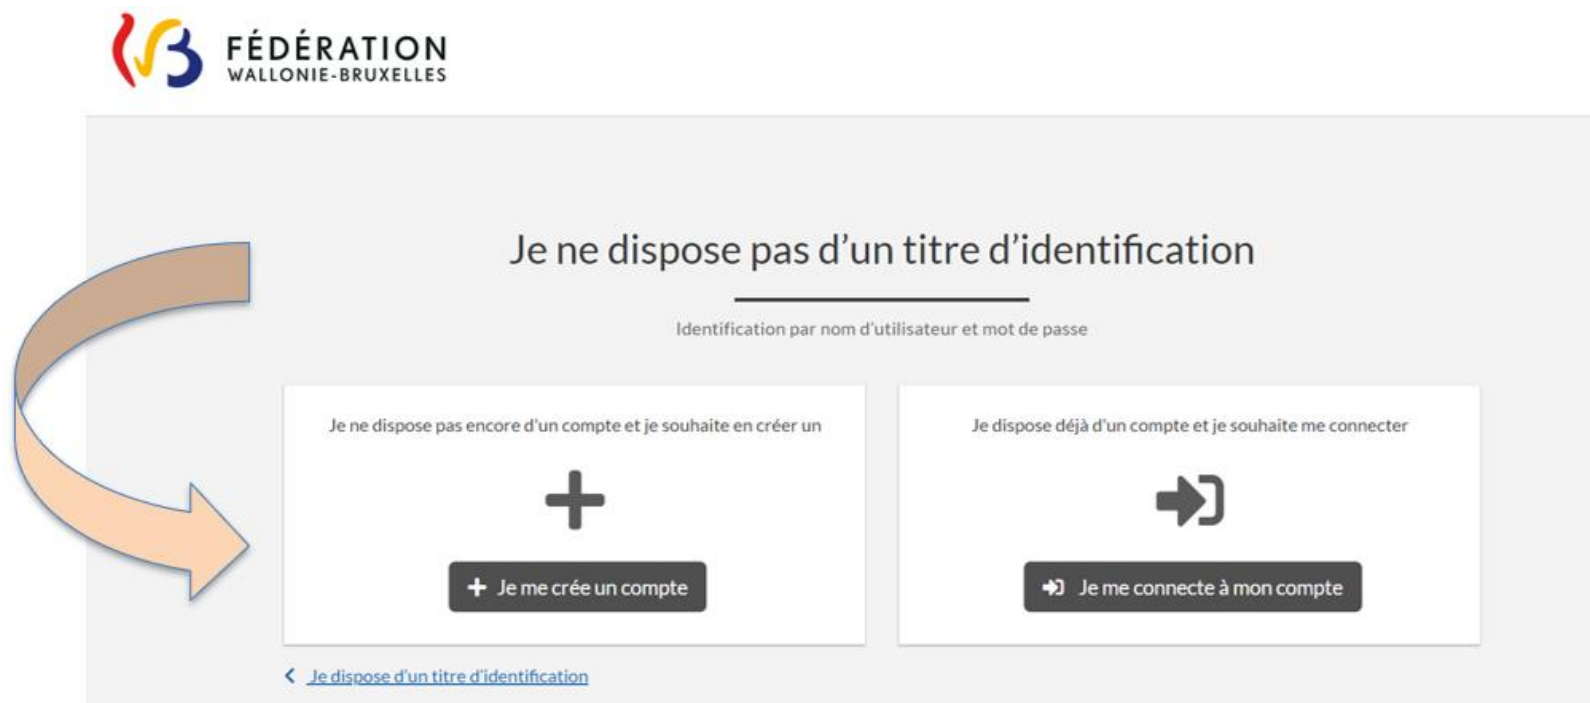 FÉDÉRATION
WALLONIE-BRUXELLES
Je ne dispose pas d’un titre d’identification
Identification par nom d’utilisateur et mot de passe
Je ne dispose pas encore d’un compte et je souhaite en créer un
Je me crée un compte
Je dispose déjà d’un compte et je souhaite me connecter
Je me connecte à mon compte
Je dispose d’un titre d’identification